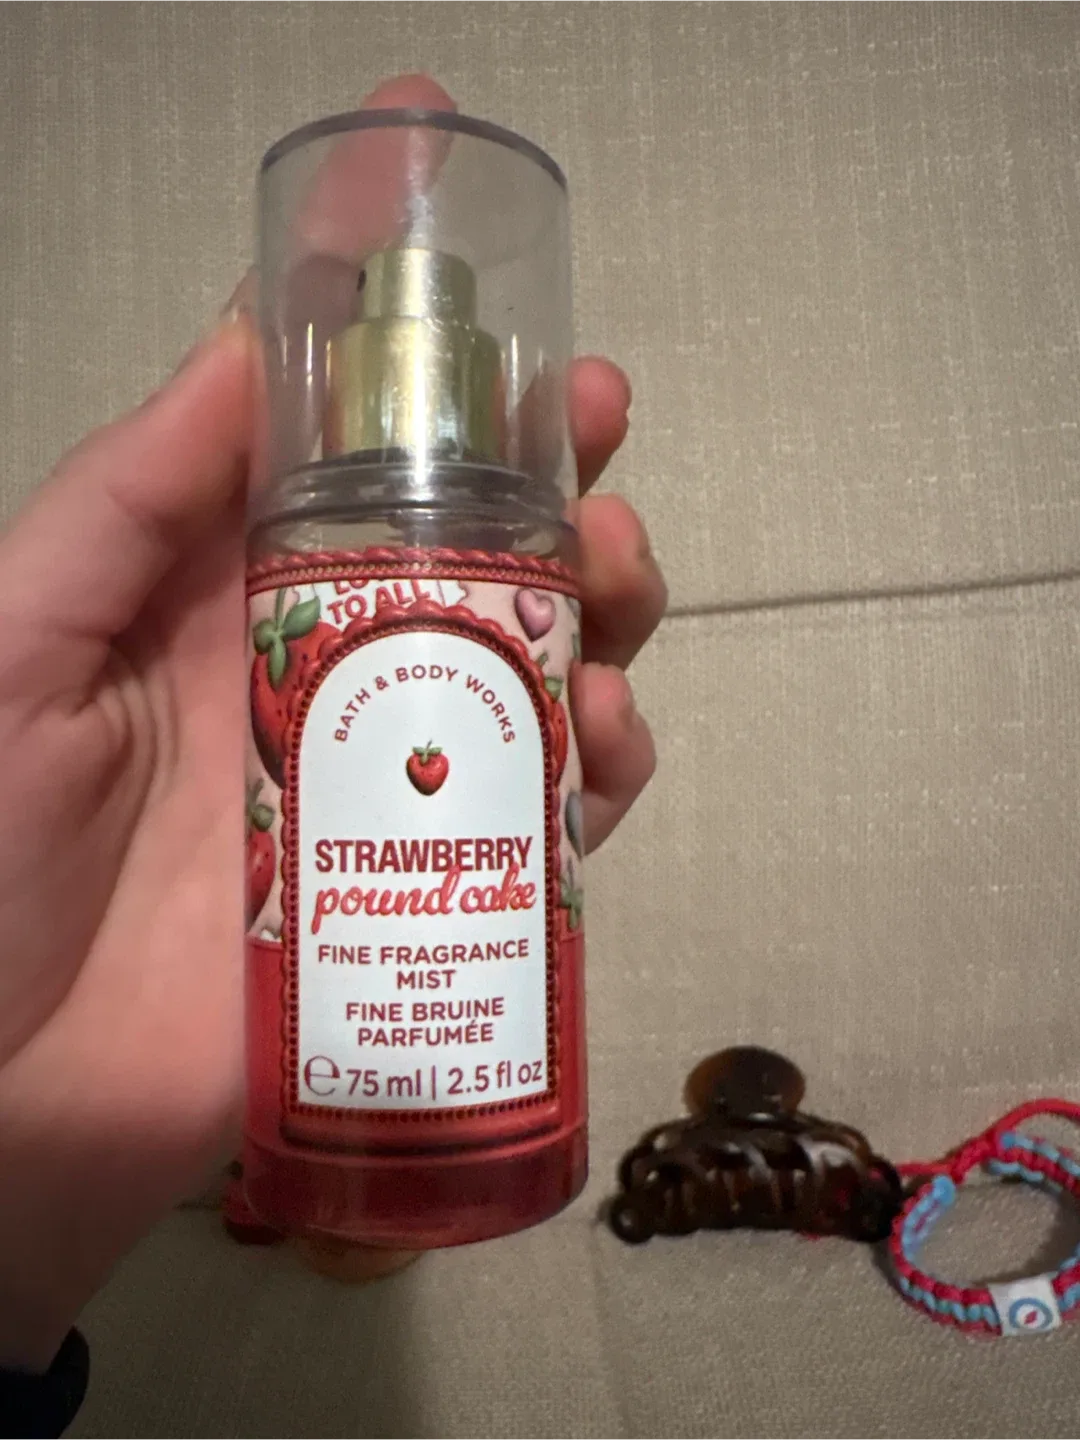 TO ALL
BATH & BODY WORKS
STRAWBERRY
pound cake
FINE FRAGRANCE
MIST
FINE BRUINE
PARFUMÉE
℮ 75 ml | 2.5 fl oz